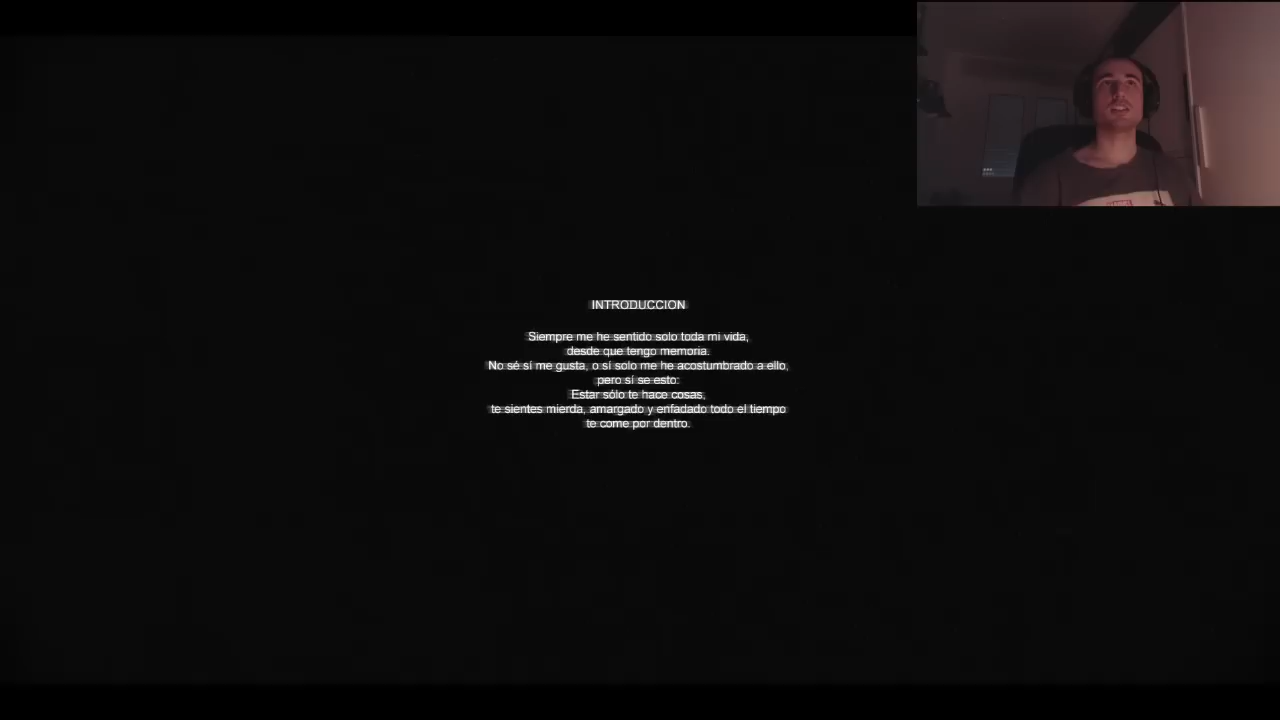 INTRODUCCION
Siempre me he sentido solo toda mi vida,
desde que tengo memoria.
No sé sí me gusta, o sí solo me he acostumbrado a ello,
pero sí se esto:
Estar sólo te hace cosas,
te sientes mierda, amargado y enfadado todo el tiempo
te come por dentro.